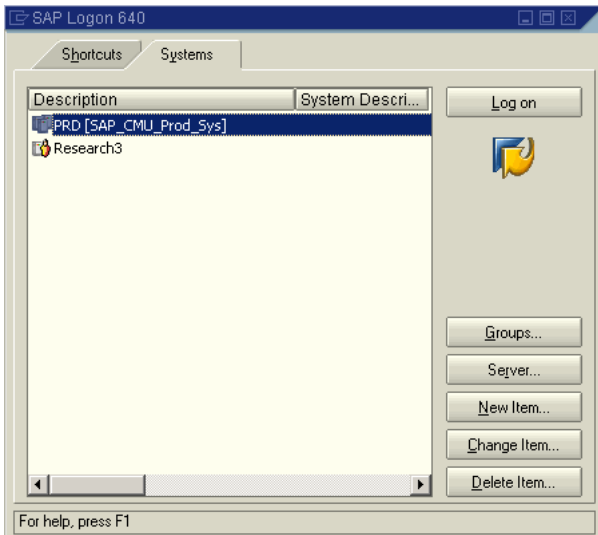 SAP Logon 640
Shortcuts Systems
Description System Descri... Log on
PRD [SAP_CMU_Prod_Sys]
Research3
Groups...
Server...
New Item...
Change Item...
Delete Item...
For help, press F1